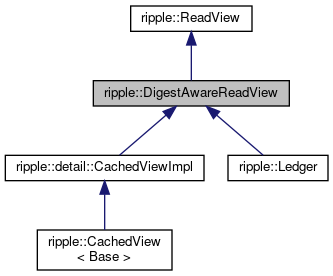 ripple::ReadView
ripple::DigestAwareReadView
ripple::detail::CachedViewImpl
ripple::Ledger
ripple::CachedView
< Base >